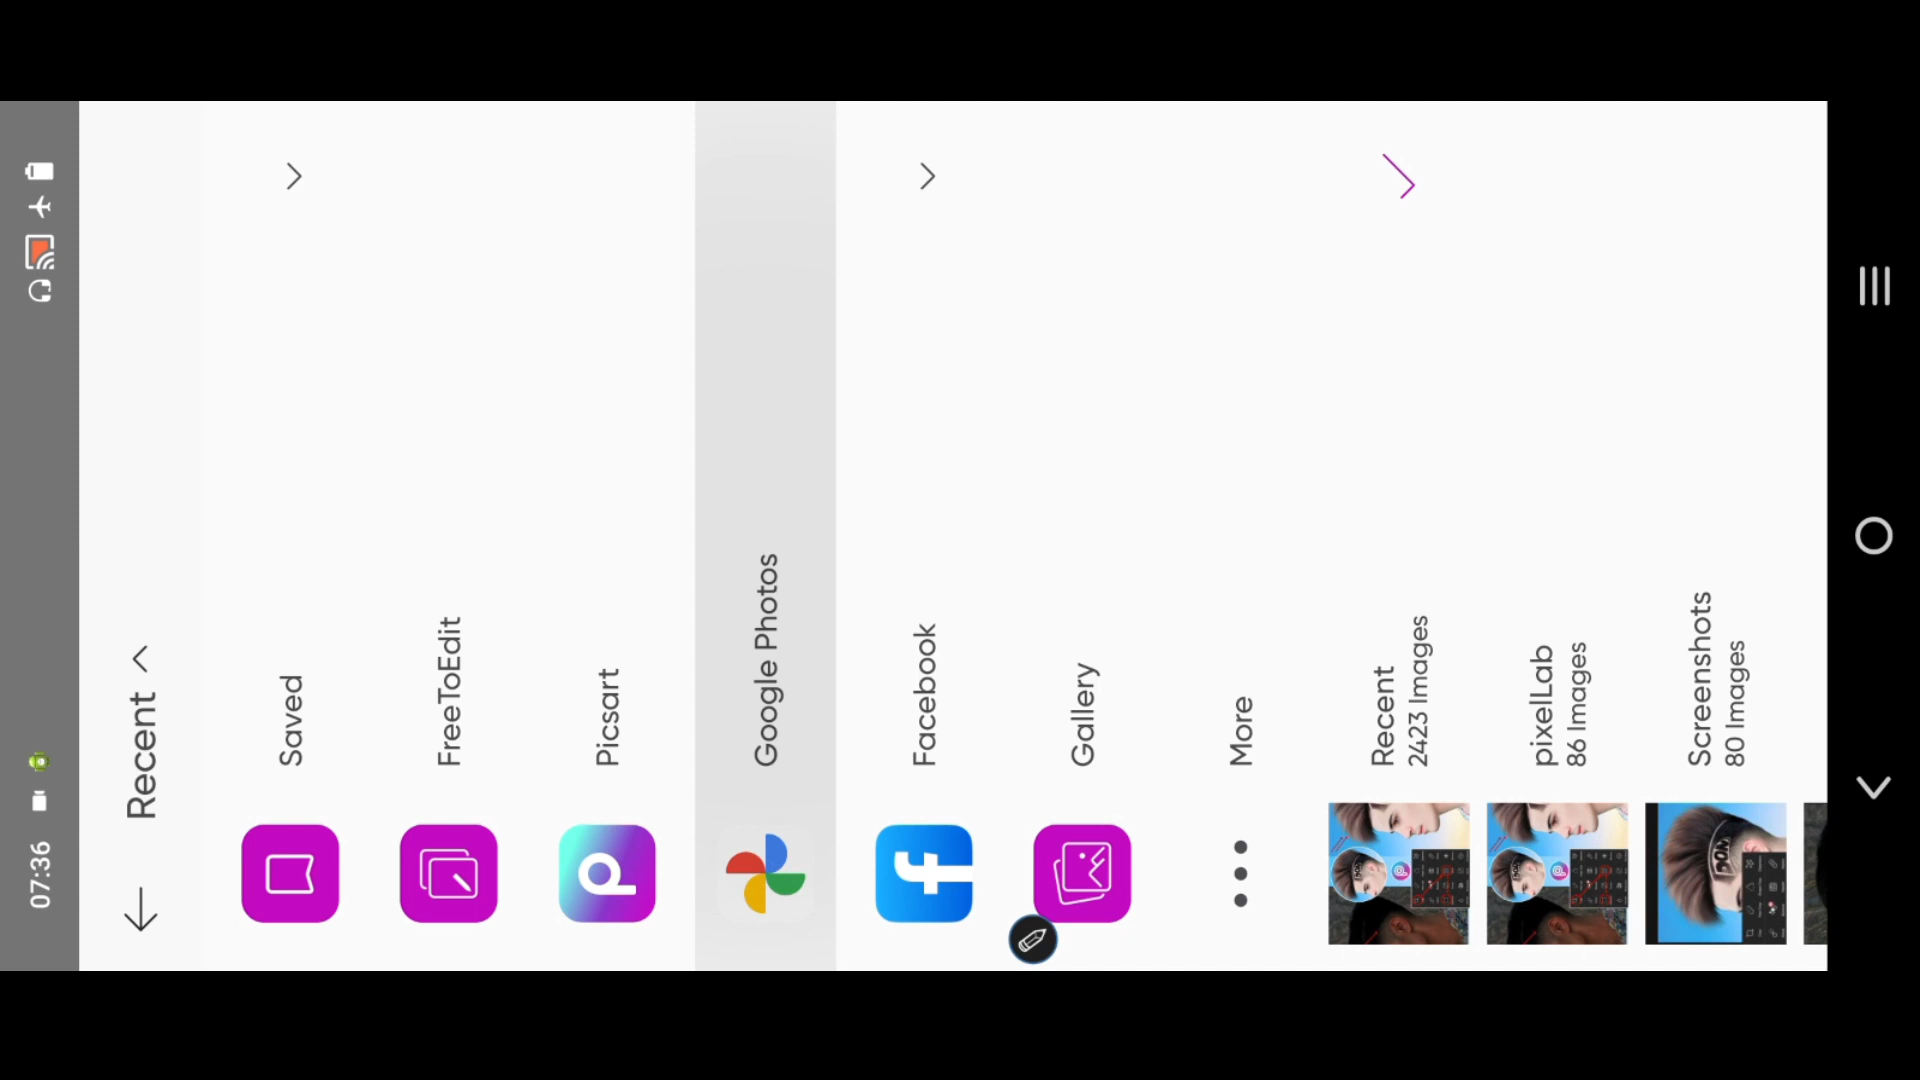 07:36
Recent
Saved
FreeToEdit
Picsart
Google Photos
Facebook
Gallery
More
Recent
2423 Images
pixelLab
86 Images
Screenshots
80 Images